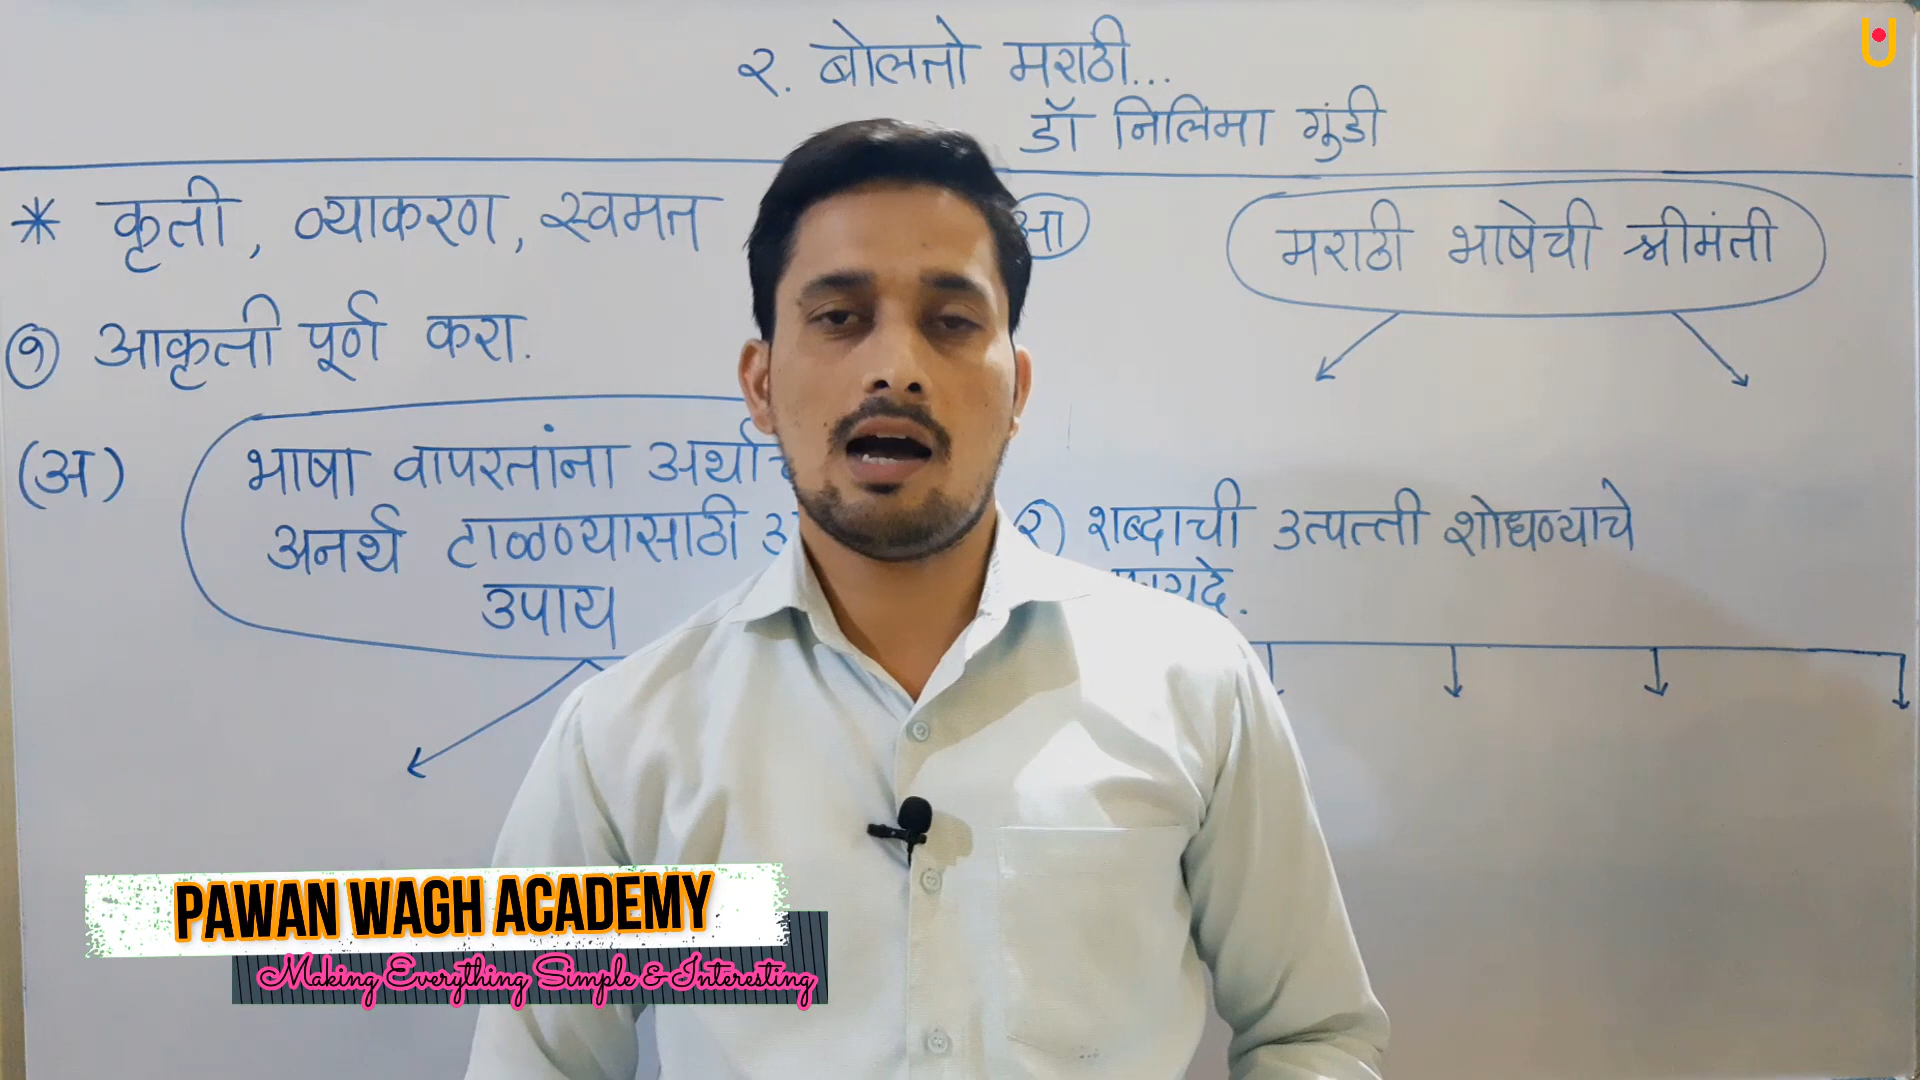 २. बोलतो मराठी...
डॉ निलिमा गुंडी
* कृती, व्याकरण, स्वमत
१ आकृती पूर्ण करा.
(अ)
भाषा वापरतांना
अनर्थ टाळण्यासाठी
उपाय
आ
मराठी भाषेची श्रीमंती
२) शब्दाची उत्पत्ती शोधण्याचे
PAWAN WAGH ACADEMY
Making Everything Simple & Interesting